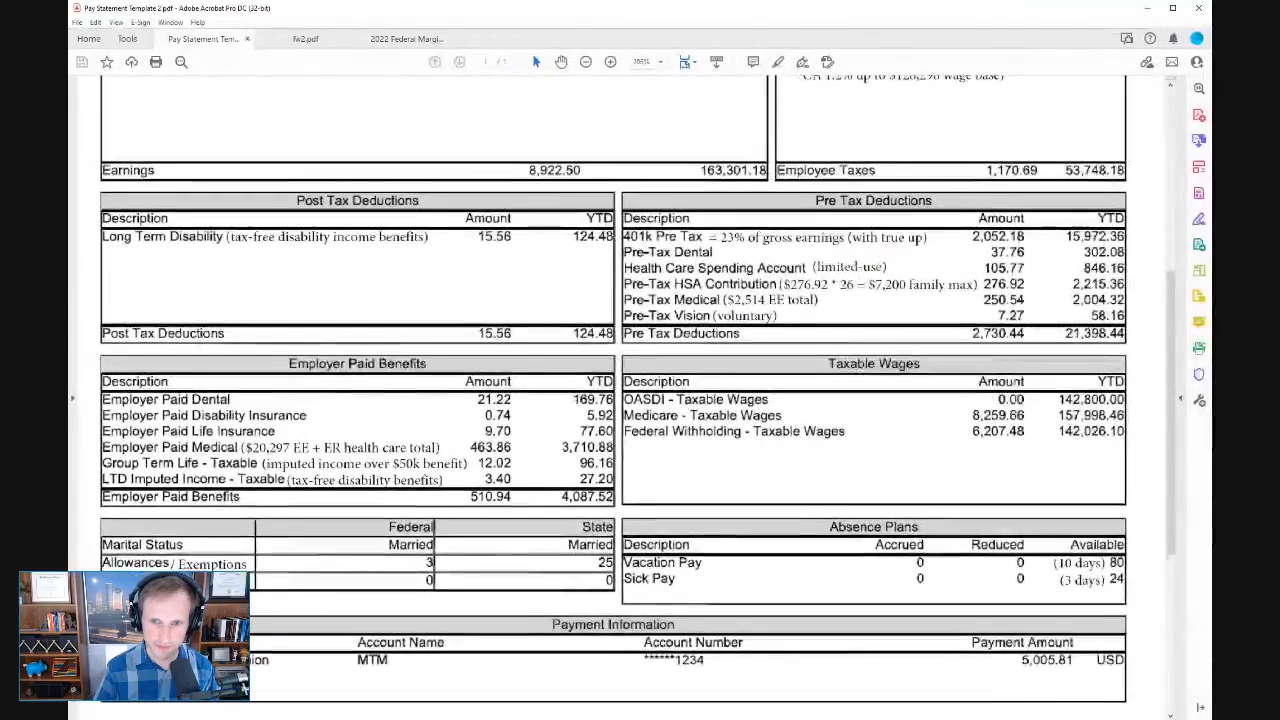 Pay Statement Template 2.pdf - Adobe Acrobat Pro DC (32-bit)
File Edit View E-Sign Window Help
Home Tools Pay Statement Tem... × fw2.pdf 2022 Federal Margi...
1 / 1 206%
CA 1.2% up to $128,298 wage base)
Earnings 8,922.50 163,301.18 Employee Taxes 1,170.69 53,748.18
Post Tax Deductions
Description Amount YTD
Long Term Disability (tax-free disability income benefits) 15.56 124.48
Post Tax Deductions 15.56 124.48
Pre Tax Deductions
Description Amount YTD
401k Pre Tax = 23% of gross earnings (with true up) 2,052.18 15,972.36
Pre-Tax Dental 37.76 302.08
Health Care Spending Account (limited-use) 105.77 846.16
Pre-Tax HSA Contribution ($276.92 * 26 = $7,200 family max) 276.92 2,215.36
Pre-Tax Medical ($2,514 EE total) 250.54 2,004.32
Pre-Tax Vision (voluntary) 7.27 58.16
Pre Tax Deductions 2,730.44 21,398.44
Employer Paid Benefits
Description Amount YTD
Employer Paid Dental 21.22 169.76
Employer Paid Disability Insurance 0.74 5.92
Employer Paid Life Insurance 9.70 77.60
Employer Paid Medical ($20,297 EE + ER health care total) 463.86 3,710.88
Group Term Life - Taxable (imputed income over $50k benefit) 12.02 96.16
LTD Imputed Income - Taxable (tax-free disability benefits) 3.40 27.20
Employer Paid Benefits 510.94 4,087.52
Taxable Wages
Description Amount YTD
OASDI - Taxable Wages 0.00 142,800.00
Medicare - Taxable Wages 8,259.66 157,998.46
Federal Withholding - Taxable Wages 6,207.48 142,026.10
Federal State
Marital Status Married Married
Allowances / Exemptions 3 25
0 0
Absence Plans
Description Accrued Reduced Available
Vacation Pay 0 0 (10 days) 80
Sick Pay 0 0 (3 days) 24
Payment Information
Account Name Account Number Payment Amount
ion MTM ******1234 5,005.81 USD